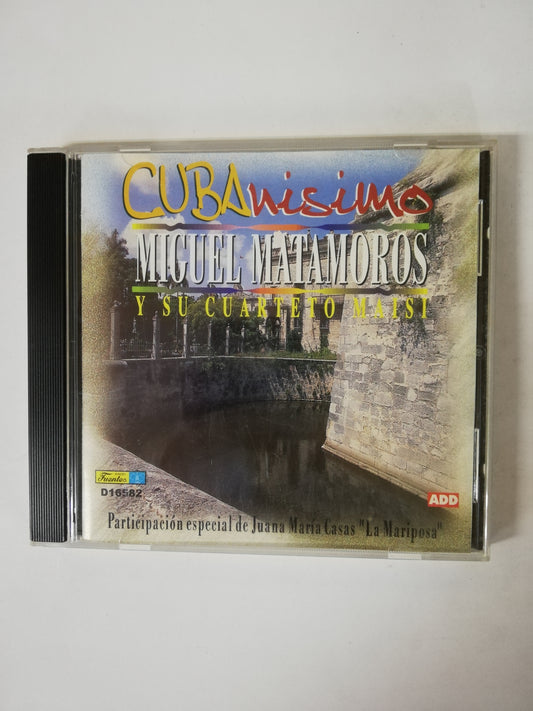 CUBAnisimo
MIGUEL MATAMOROS
Y SU CUARTETO MAISI
Fuentes
D16582
ADD
Participación especial de Juana María Casas "La Mariposa"